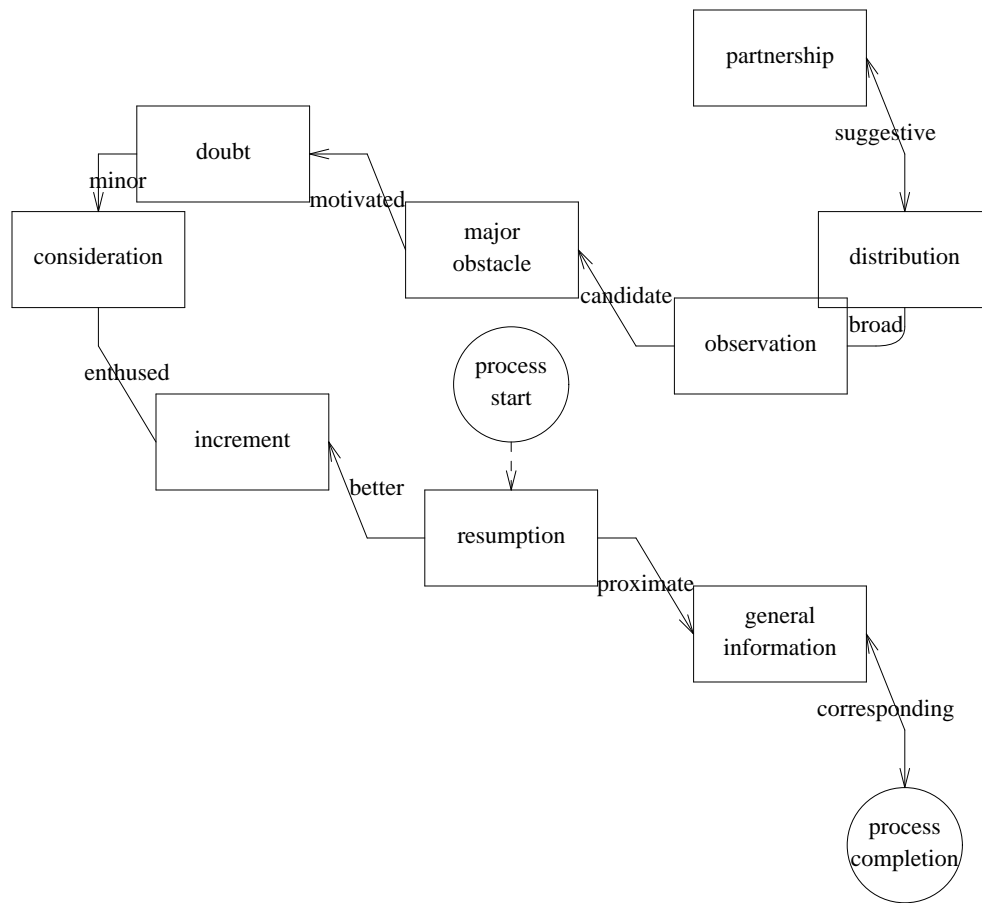 partnership
suggestive
doubt
minor
motivated
major
obstacle
consideration
distribution
candidate
broad
observation
process
start
enthused
increment
better
resumption
proximate
general
information
corresponding
process
completion